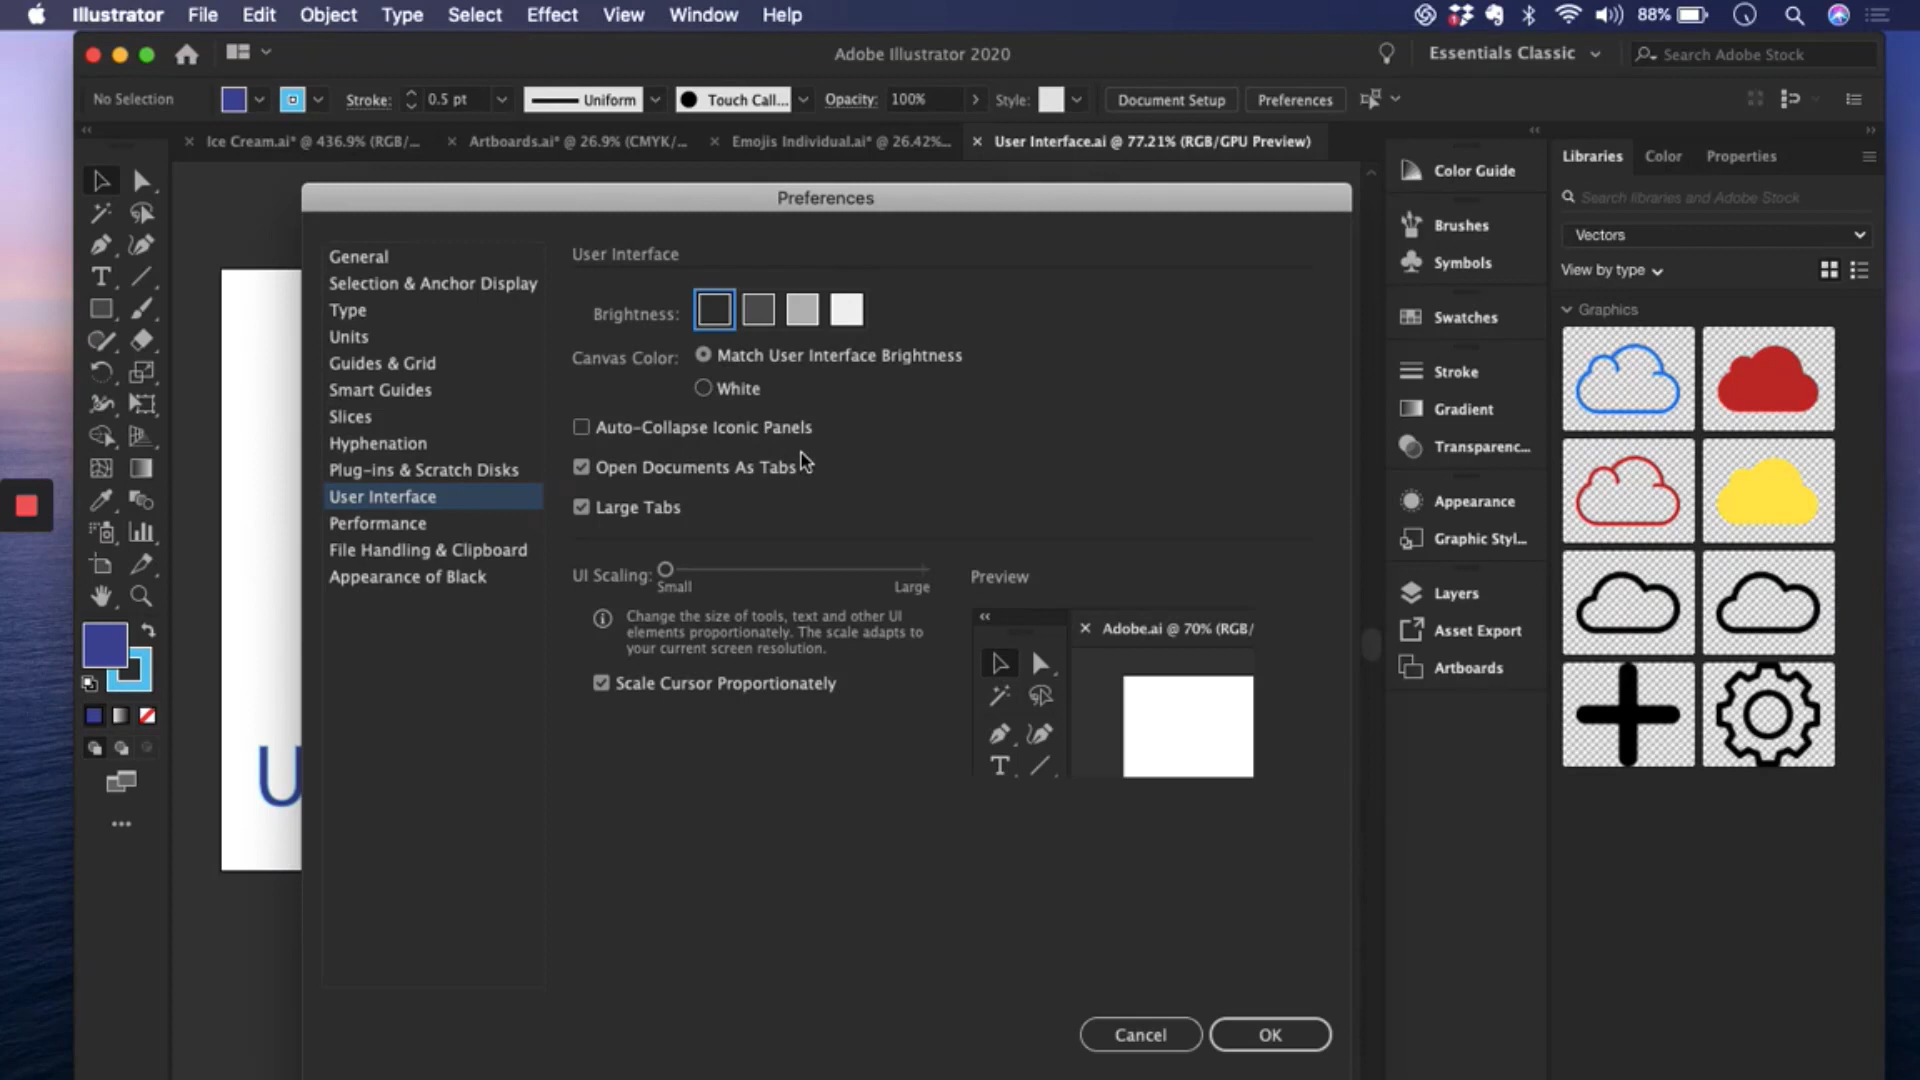 Illustrator File Edit Object Type Select Effect View Window Help 88%
Adobe Illustrator 2020 Essentials Classic Search Adobe Stock
No Selection Stroke: 0.5 pt Uniform Touch Call... Opacity: 100% Style: Document Setup Preferences
Ice Cream.ai* @ 436.9% (RGB/... Artboards.ai* @ 26.9% (CMYK/... Emojis Individual.ai* @ 26.42%... User Interface.ai @ 77.21% (RGB/GPU Preview)
Preferences
General
Selection & Anchor Display
Type
Units
Guides & Grid
Smart Guides
Slices
Hyphenation
Plug-ins & Scratch Disks
User Interface
Performance
File Handling & Clipboard
Appearance of Black
User Interface
Brightness:
Canvas Color: Match User Interface Brightness
White
Auto-Collapse Iconic Panels
Open Documents As Tabs
Large Tabs
UI Scaling:
Small Large
Change the size of tools, text and other UI
elements proportionately. The scale adapts to
your current screen resolution.
Scale Cursor Proportionately
Preview
Adobe.ai @ 70% (RGB/
Cancel OK
U
Color Guide
Brushes
Symbols
Swatches
Stroke
Gradient
Transparenc...
Appearance
Graphic Styl...
Layers
Asset Export
Artboards
Libraries Color Properties
Search libraries and Adobe Stock
Vectors
View by type
Graphics